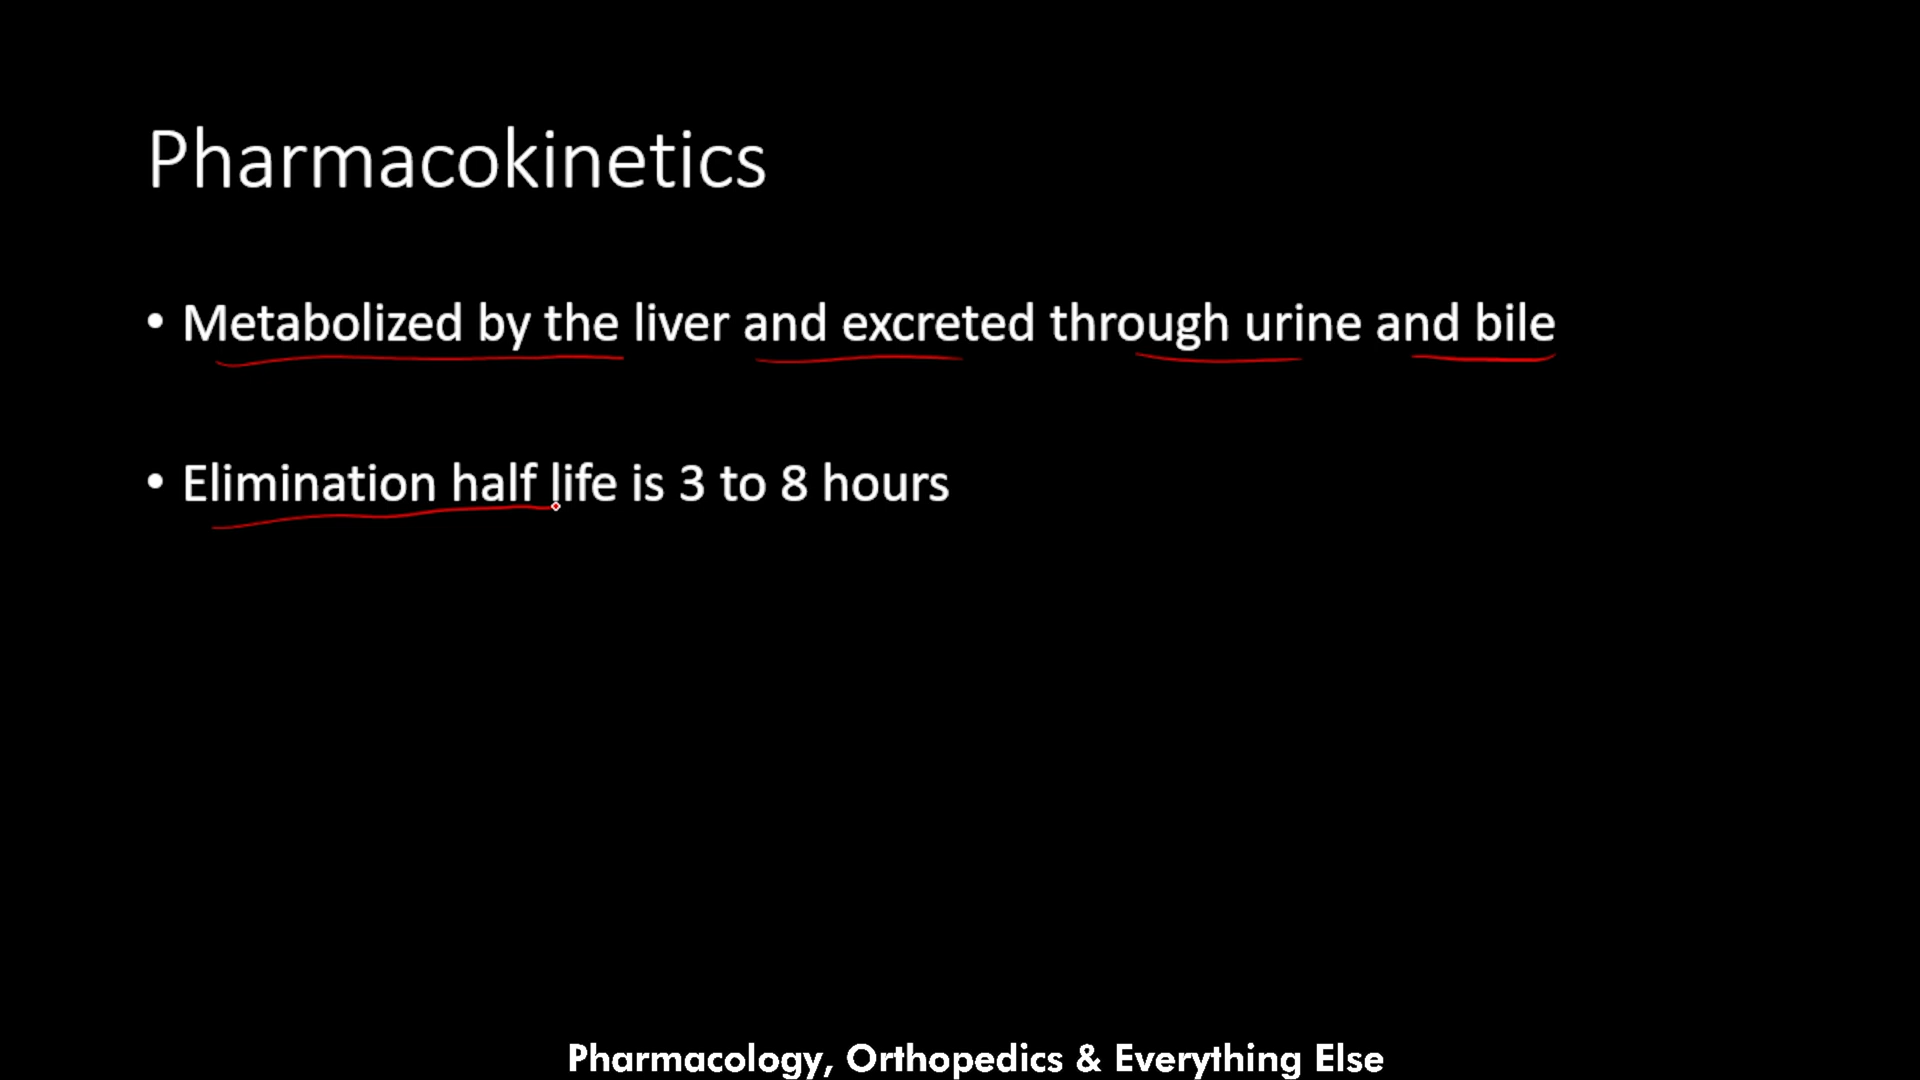 Pharmacokinetics
• Metabolized by the liver and excreted through urine and bile
• Elimination half life is 3 to 8 hours
Pharmacology, Orthopedics & Everything Else